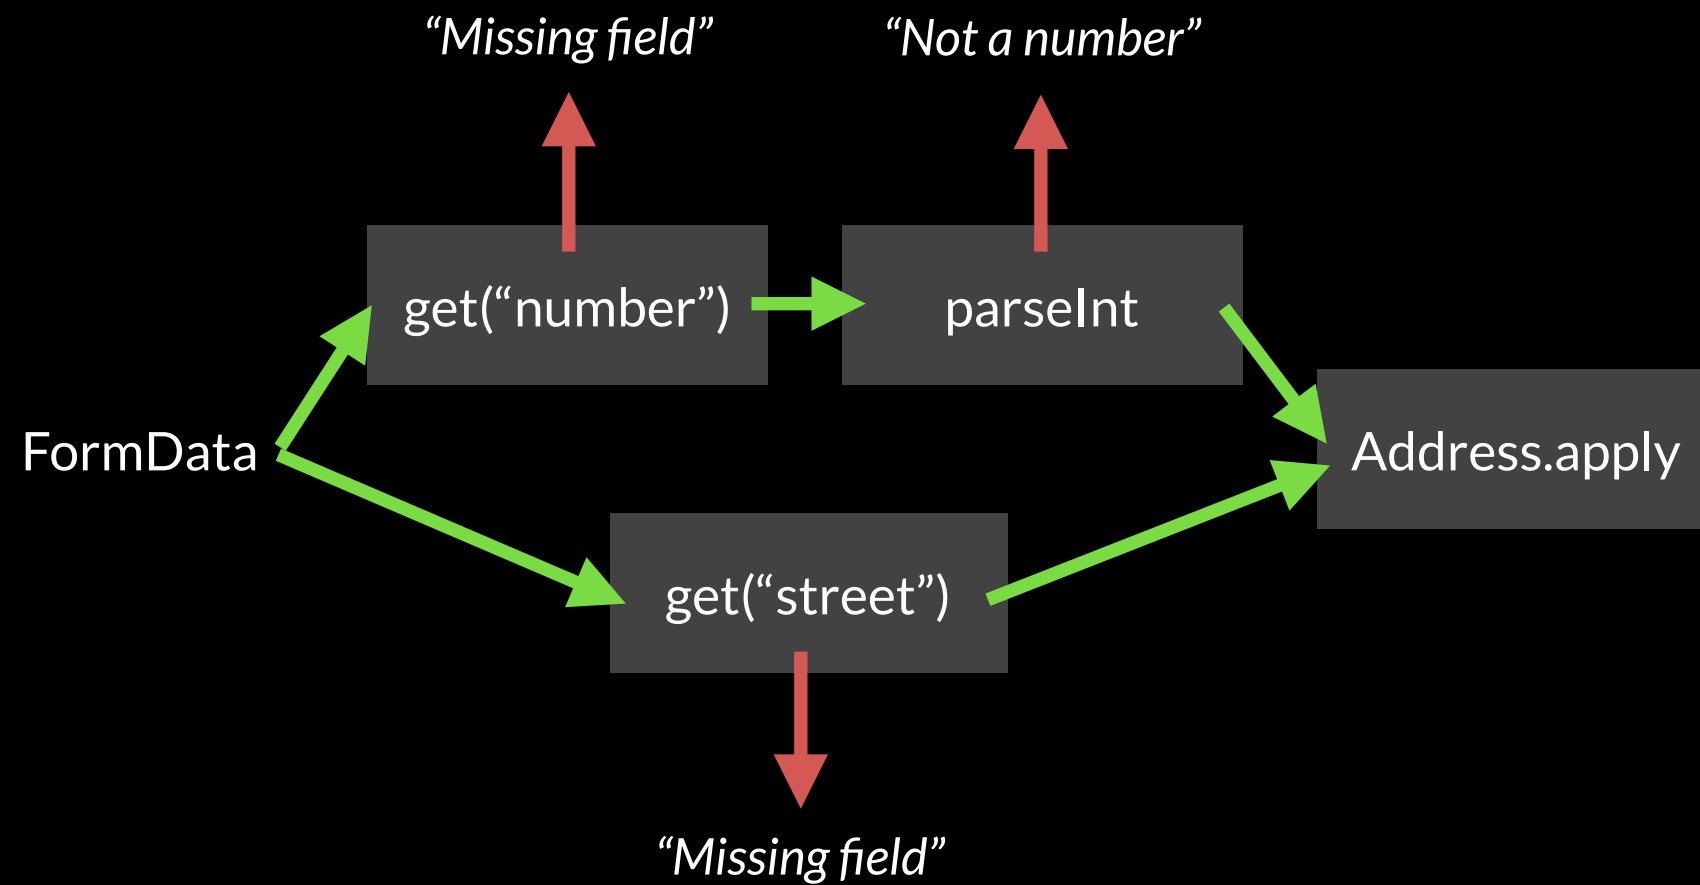 “Missing field”
“Not a number”
get(“number”)
parseInt
FormData
Address.apply
get(“street”)
“Missing field”